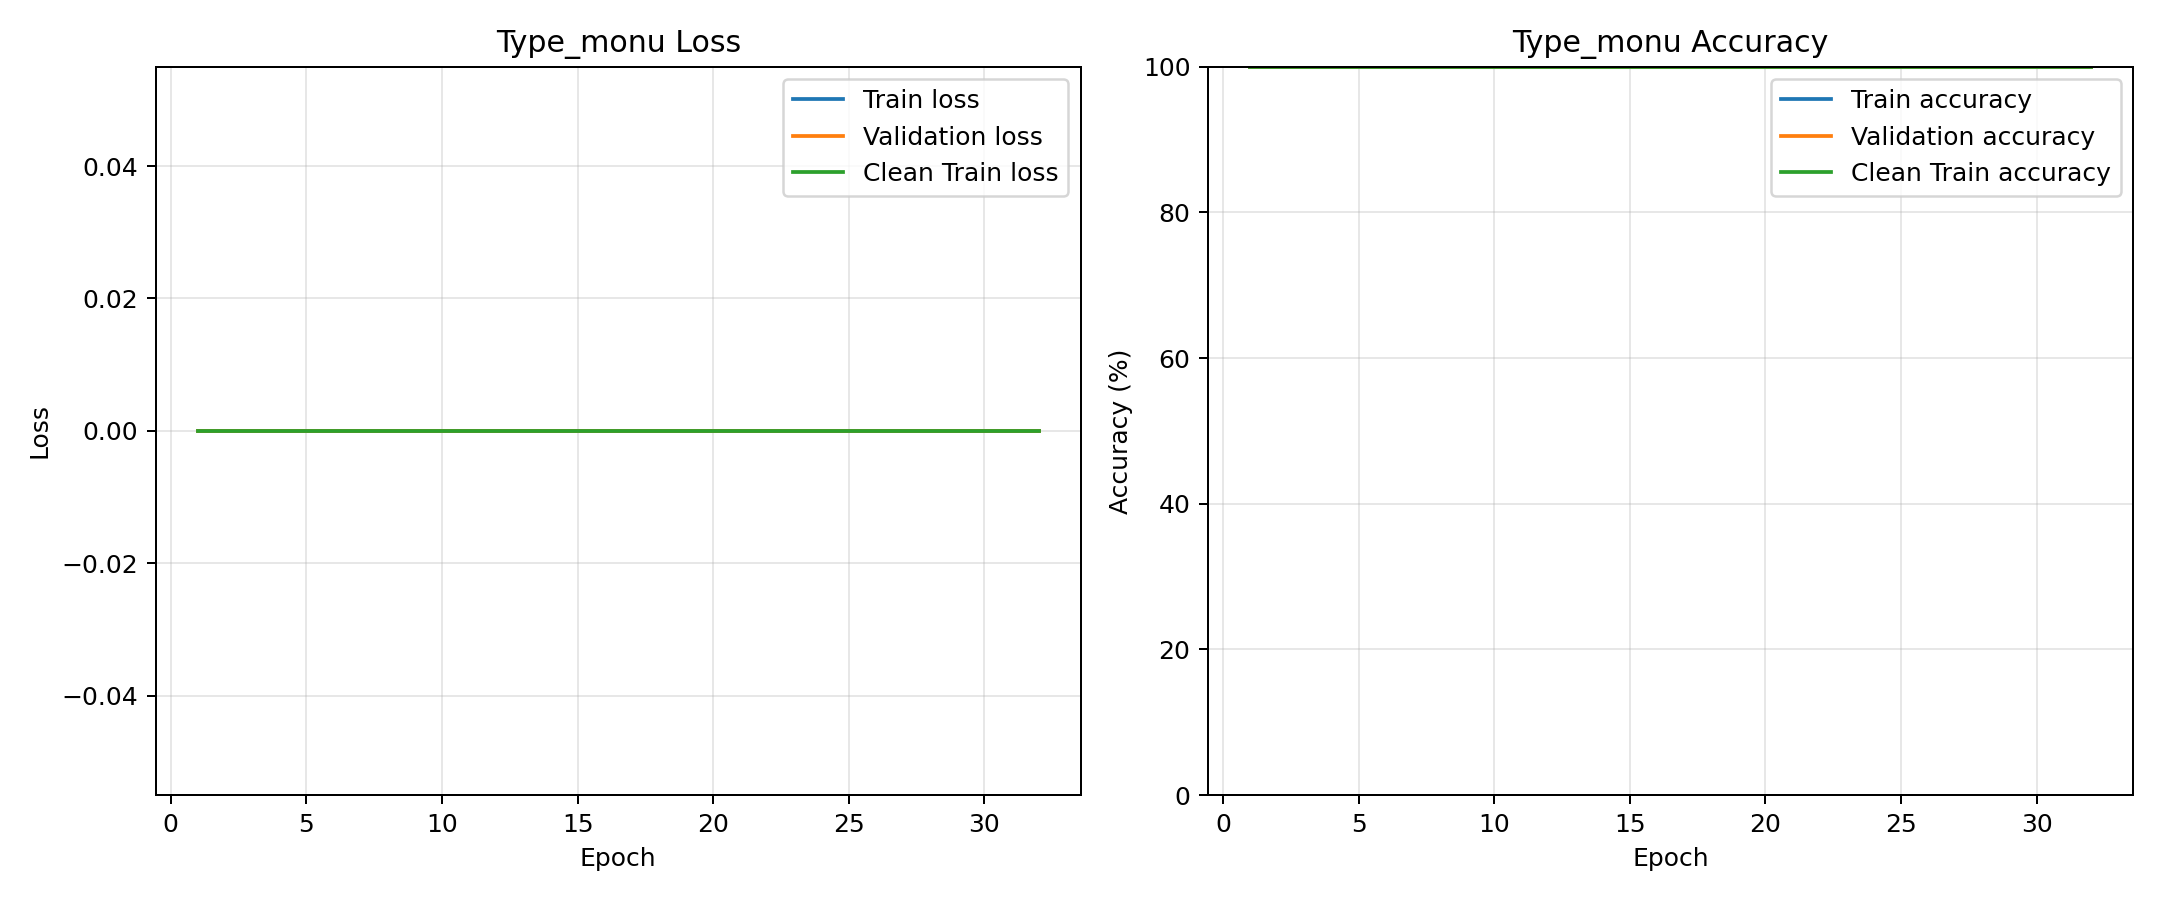 Type_monu Loss
Train loss
Validation loss
Clean Train loss
0.04
0.02
0.00
−0.02
−0.04
Loss
0 5 10 15 20 25 30
Epoch
Type_monu Accuracy
Train accuracy
Validation accuracy
Clean Train accuracy
100
80
60
40
20
0
Accuracy (%)
0 5 10 15 20 25 30
Epoch